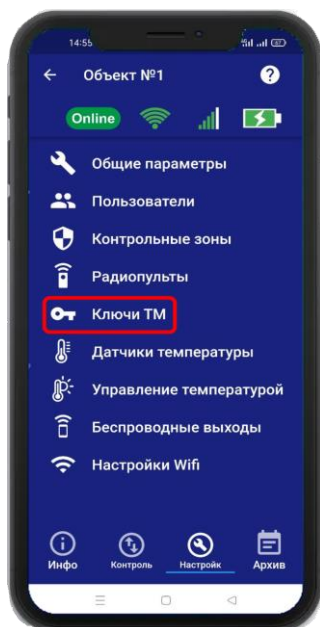 14:55
Объект №1
?
Online
Общие параметры
Пользователи
Контрольные зоны
Радиопульты
Ключи ТМ
Датчики температуры
Управление температурой
Беспроводные выходы
Настройки Wifi
Инфо
Контроль
Настройк
Архив